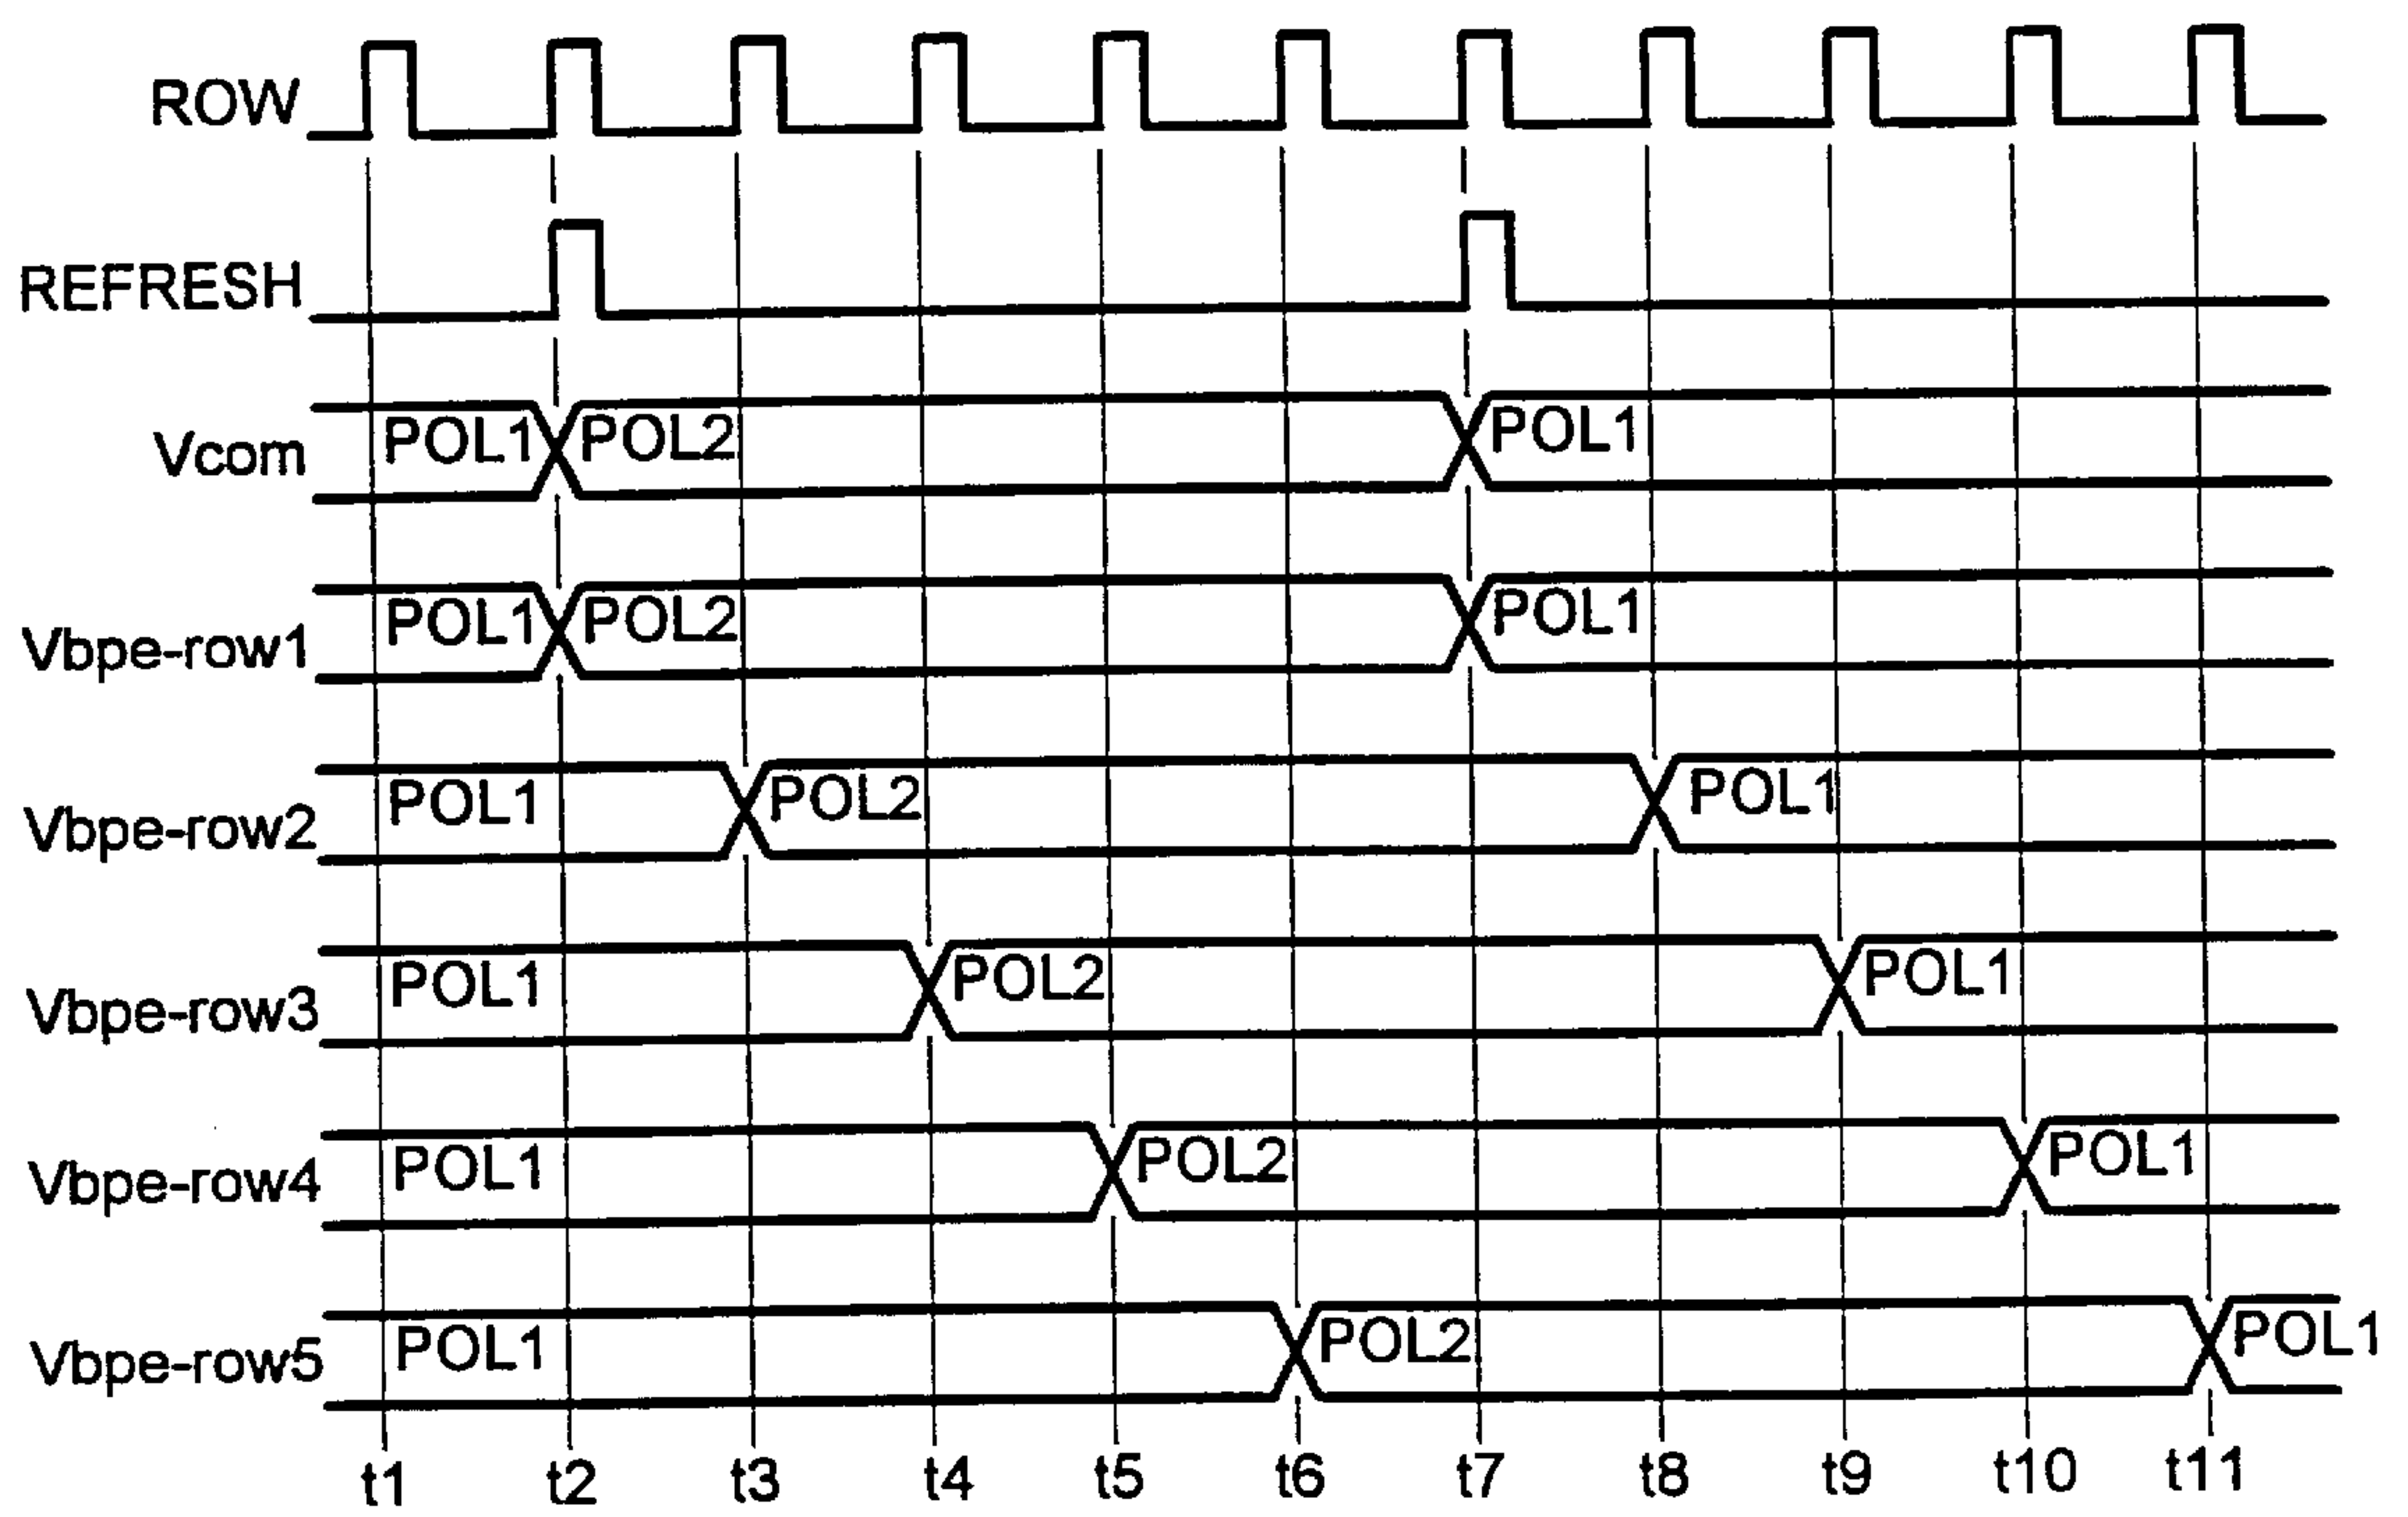 ROW
REFRESH
Vcom POL1 POL2 POL1
Vbpe-row1 POL1 POL2 POL1
Vbpe-row2 POL1 POL2 POL1
Vbpe-row3 POL1 POL2 POL1
Vbpe-row4 POL1 POL2 POL1
Vbpe-row5 POL1 POL2 POL1
t1 t2 t3 t4 t5 t6 t7 t8 t9 t10 t11